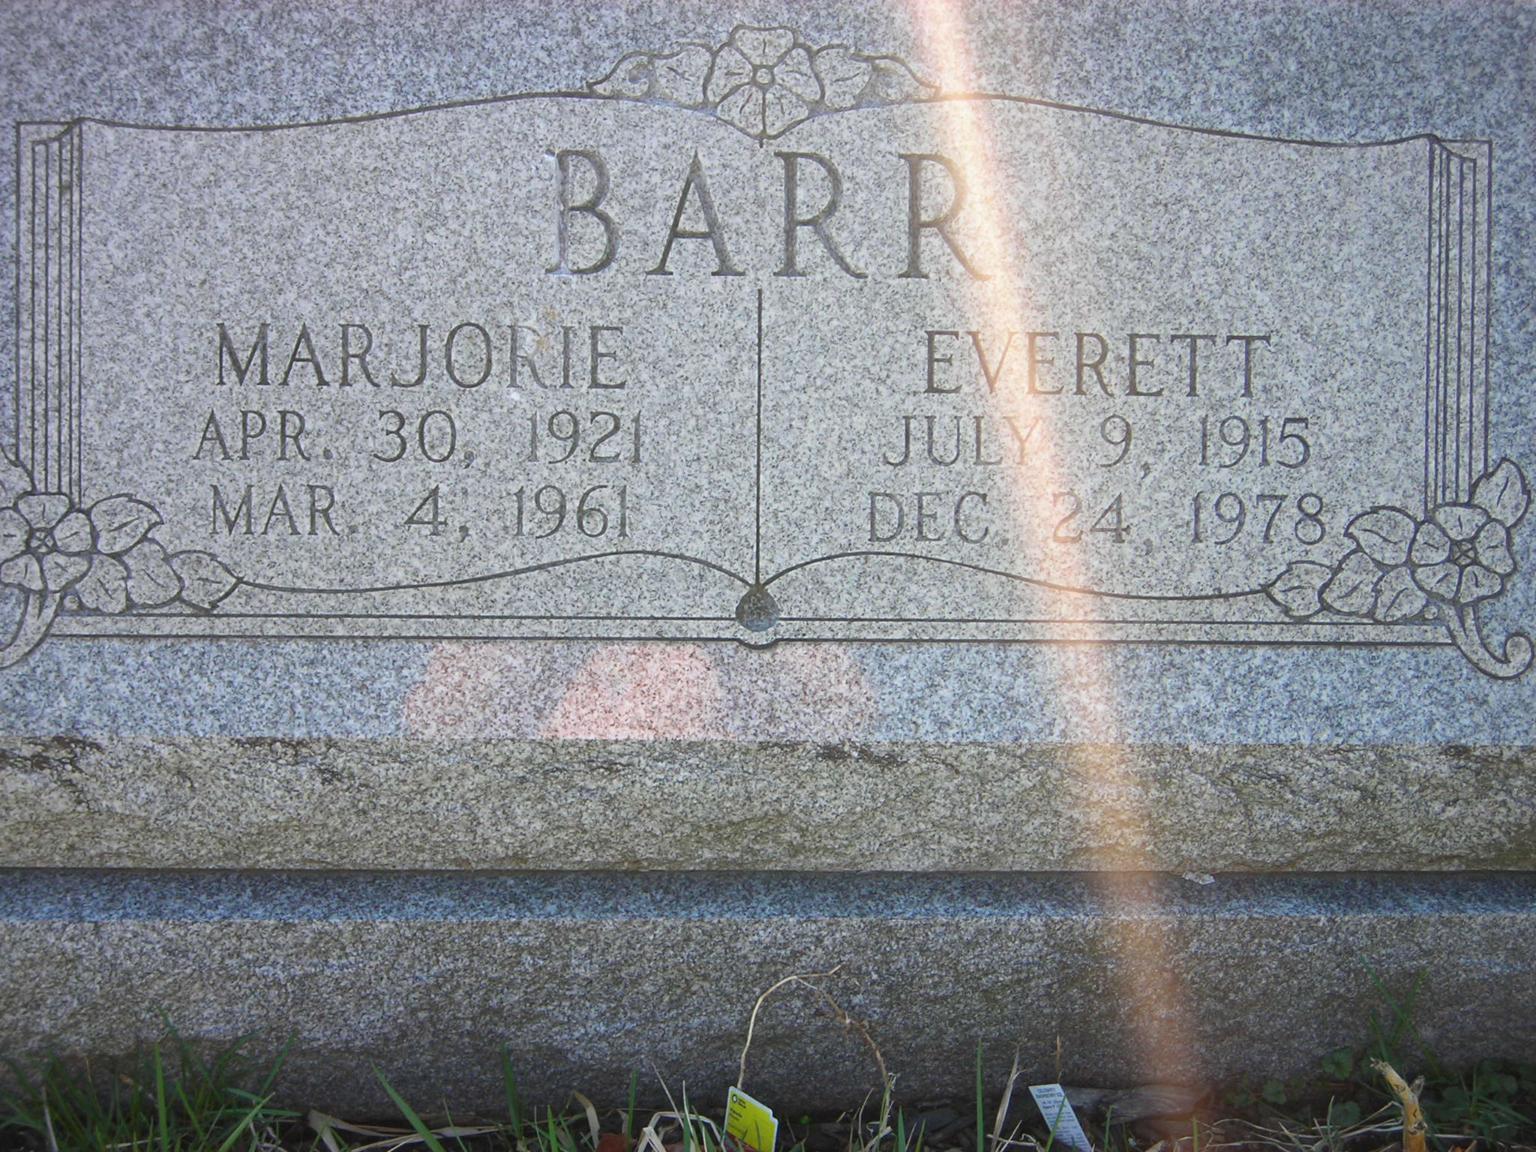 BARR
MARJORIE
APR. 30, 1921
MAR. 4, 1961
EVERETT
JULY 9, 1915
DEC. 24, 1978